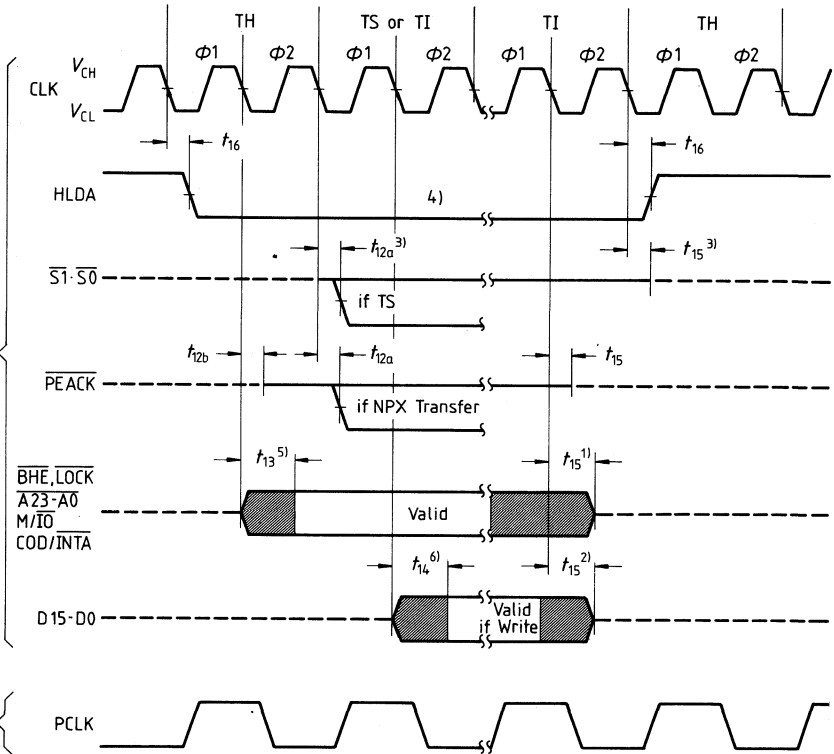 TH TS or TI TI TH
Φ1 Φ2 Φ1 Φ2 Φ1 Φ2 Φ1 Φ2
V_CH
CLK
V_CL
t16 t16
HLDA 4)
t12a 3) t15 3)
S1·S0
if TS
t12b t12a t15
PEACK
if NPX Transfer
t13 5) t15 1)
BHE, LOCK
A23-A0
M/IO Valid
COD/INTA
t14 6) t15 2)
D15-D0 Valid
if Write
PCLK